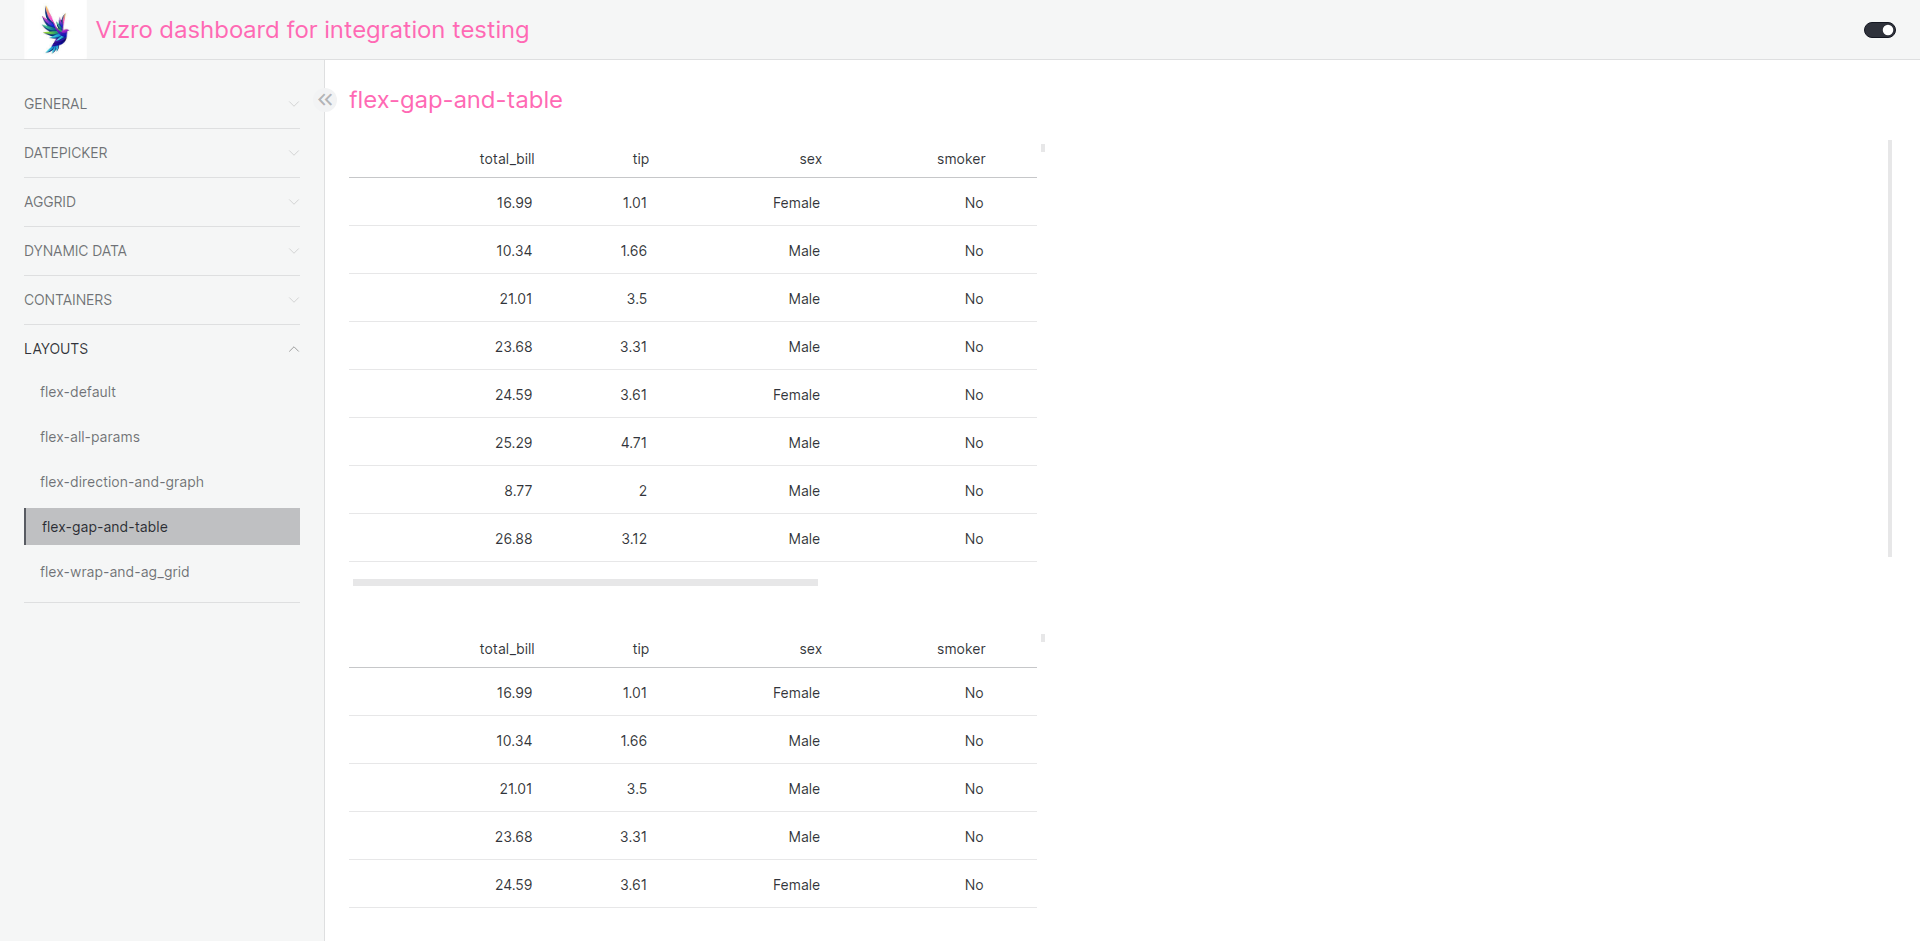 Vizro dashboard for integration testing
GENERAL
DATEPICKER
AGGRID
DYNAMIC DATA
CONTAINERS
LAYOUTS
flex-default
flex-all-params
flex-direction-and-graph
flex-gap-and-table
flex-wrap-and-ag_grid
flex-gap-and-table
total_bill tip sex smoker
16.99 1.01 Female No
10.34 1.66 Male No
21.01 3.5 Male No
23.68 3.31 Male No
24.59 3.61 Female No
25.29 4.71 Male No
8.77 2 Male No
26.88 3.12 Male No
total_bill tip sex smoker
16.99 1.01 Female No
10.34 1.66 Male No
21.01 3.5 Male No
23.68 3.31 Male No
24.59 3.61 Female No